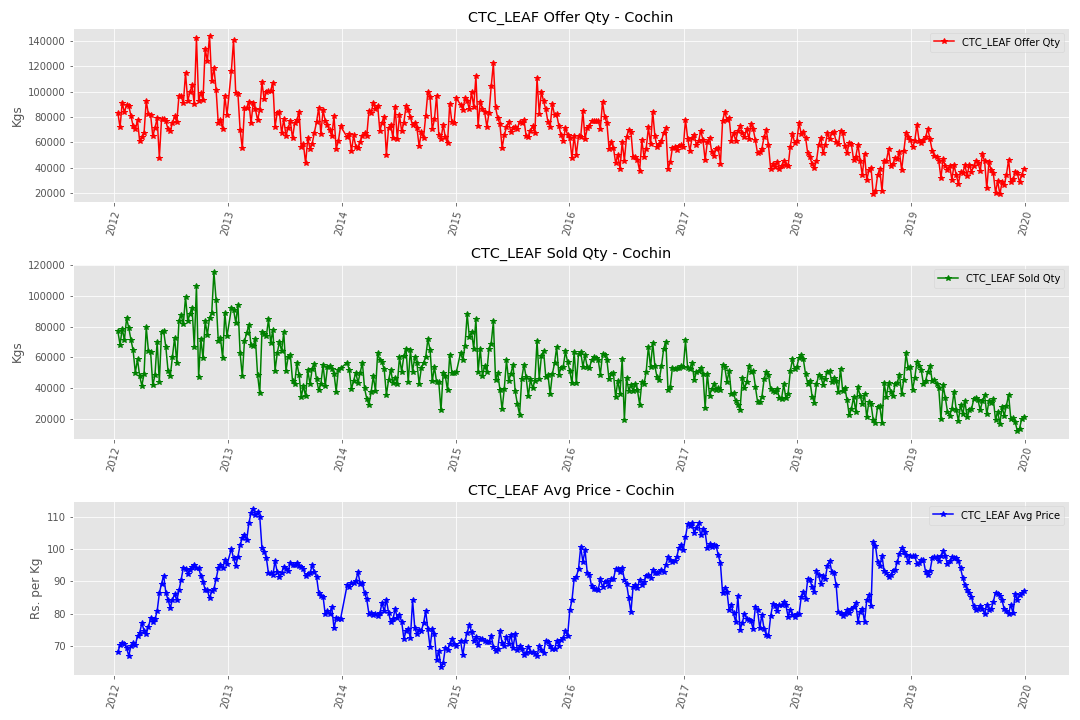 CTC_LEAF Offer Qty - Cochin
CTC_LEAF Offer Qty
Kgs
140000
120000
100000
80000
60000
40000
20000
2012 2013 2014 2015 2016 2017 2018 2019 2020
CTC_LEAF Sold Qty - Cochin
CTC_LEAF Sold Qty
Kgs
120000
100000
80000
60000
40000
20000
2012 2013 2014 2015 2016 2017 2018 2019 2020
CTC_LEAF Avg Price - Cochin
CTC_LEAF Avg Price
Rs. per Kg
110
100
90
80
70
2012 2013 2014 2015 2016 2017 2018 2019 2020